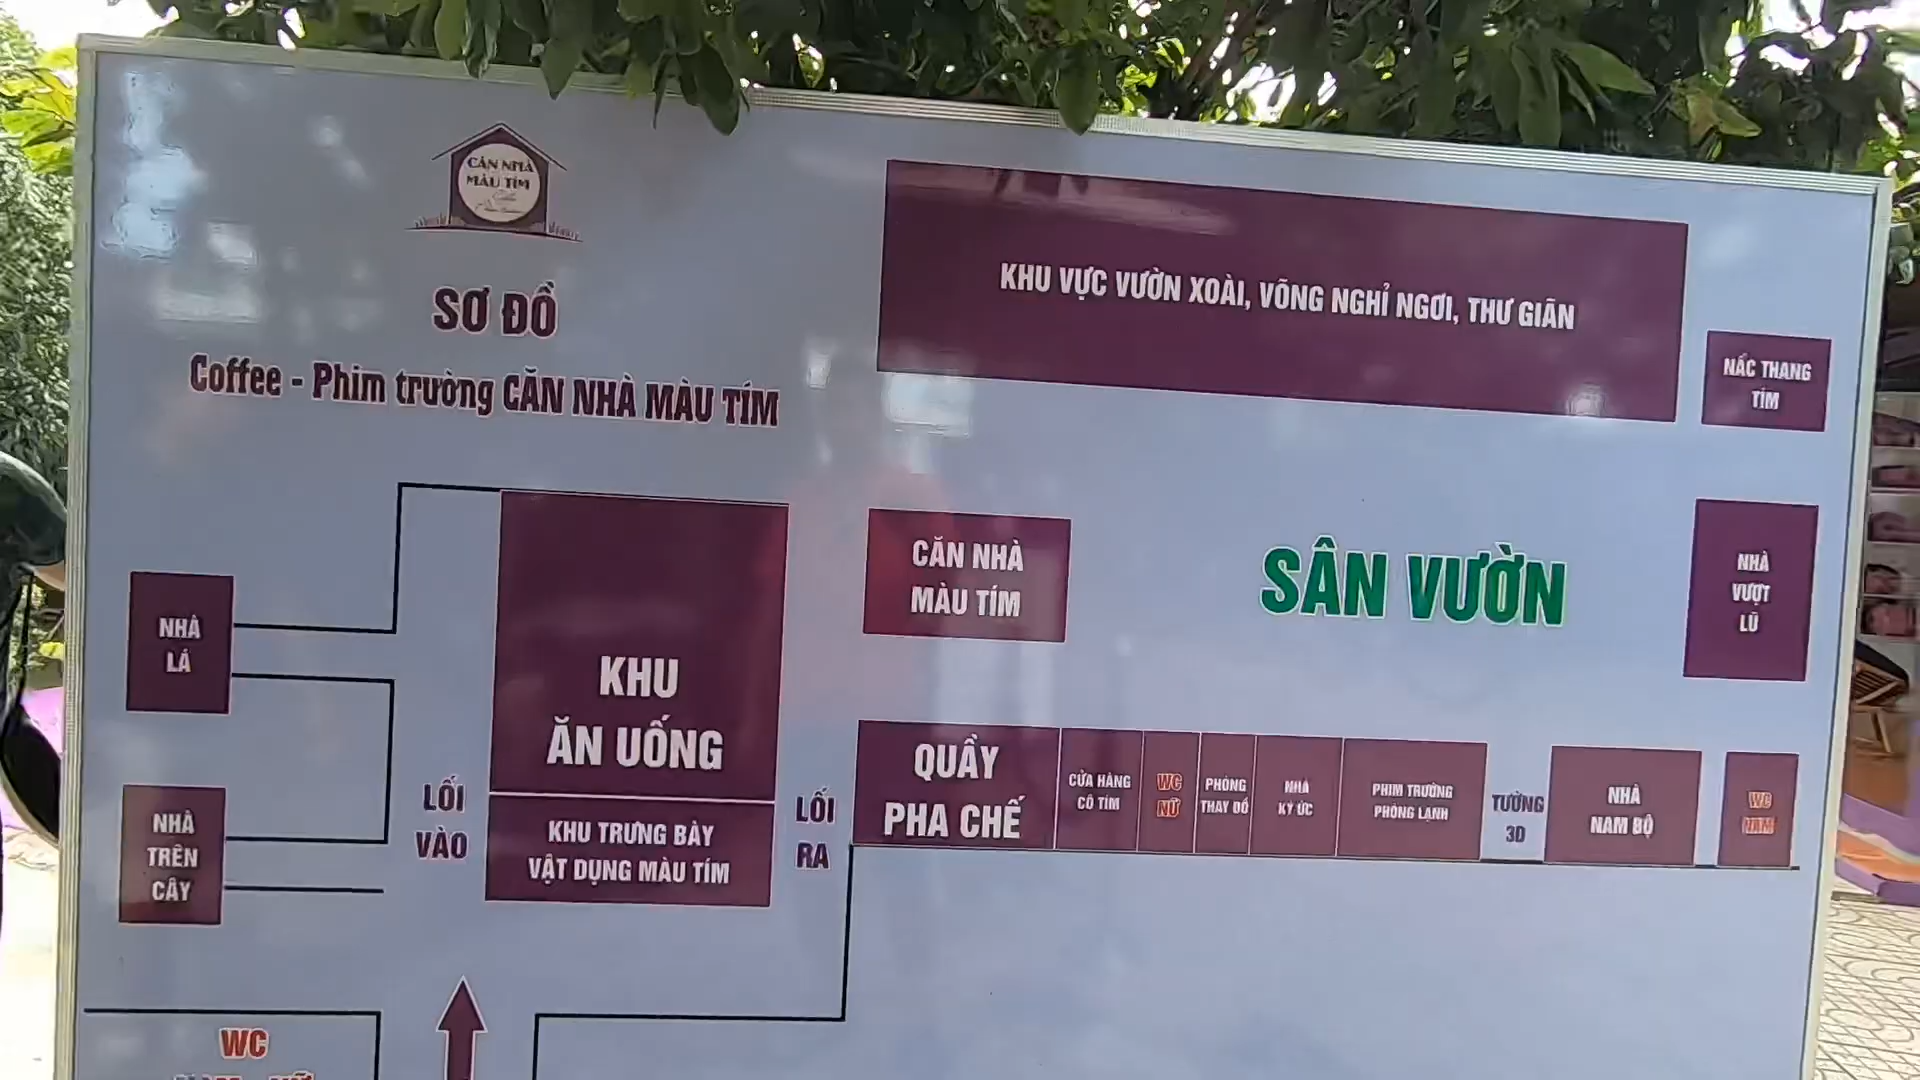 CĂN NHÀ
MÀU TÍM
SƠ ĐỒ
Coffee - Phim trường CĂN NHÀ MÀU TÍM
KHU VỰC VƯỜN XOÀI, VÕNG NGHỈ NGƠI, THƯ GIÃN
NẤC THANG
TÍM
CĂN NHÀ
MÀU TÍM
SÂN VƯỜN
NHÀ
VƯỢT
LŨ
NHÀ
LÁ
KHU
ĂN UỐNG
NHÀ
TRÊN
CÂY
LỐI
VÀO
KHU TRƯNG BÀY
VẬT DỤNG MÀU TÍM
LỐI
RA
QUẦY
PHA CHẾ
CỬA HÀNG
CÔ TÍM
WC
NỮ
PHÒNG
THAY ĐỒ
NHÀ
KÝ ỨC
PHIM TRƯỜNG
PHÒNG LẠNH
TƯỜNG
3D
NHÀ
NAM BỘ
WC
NAM
WC